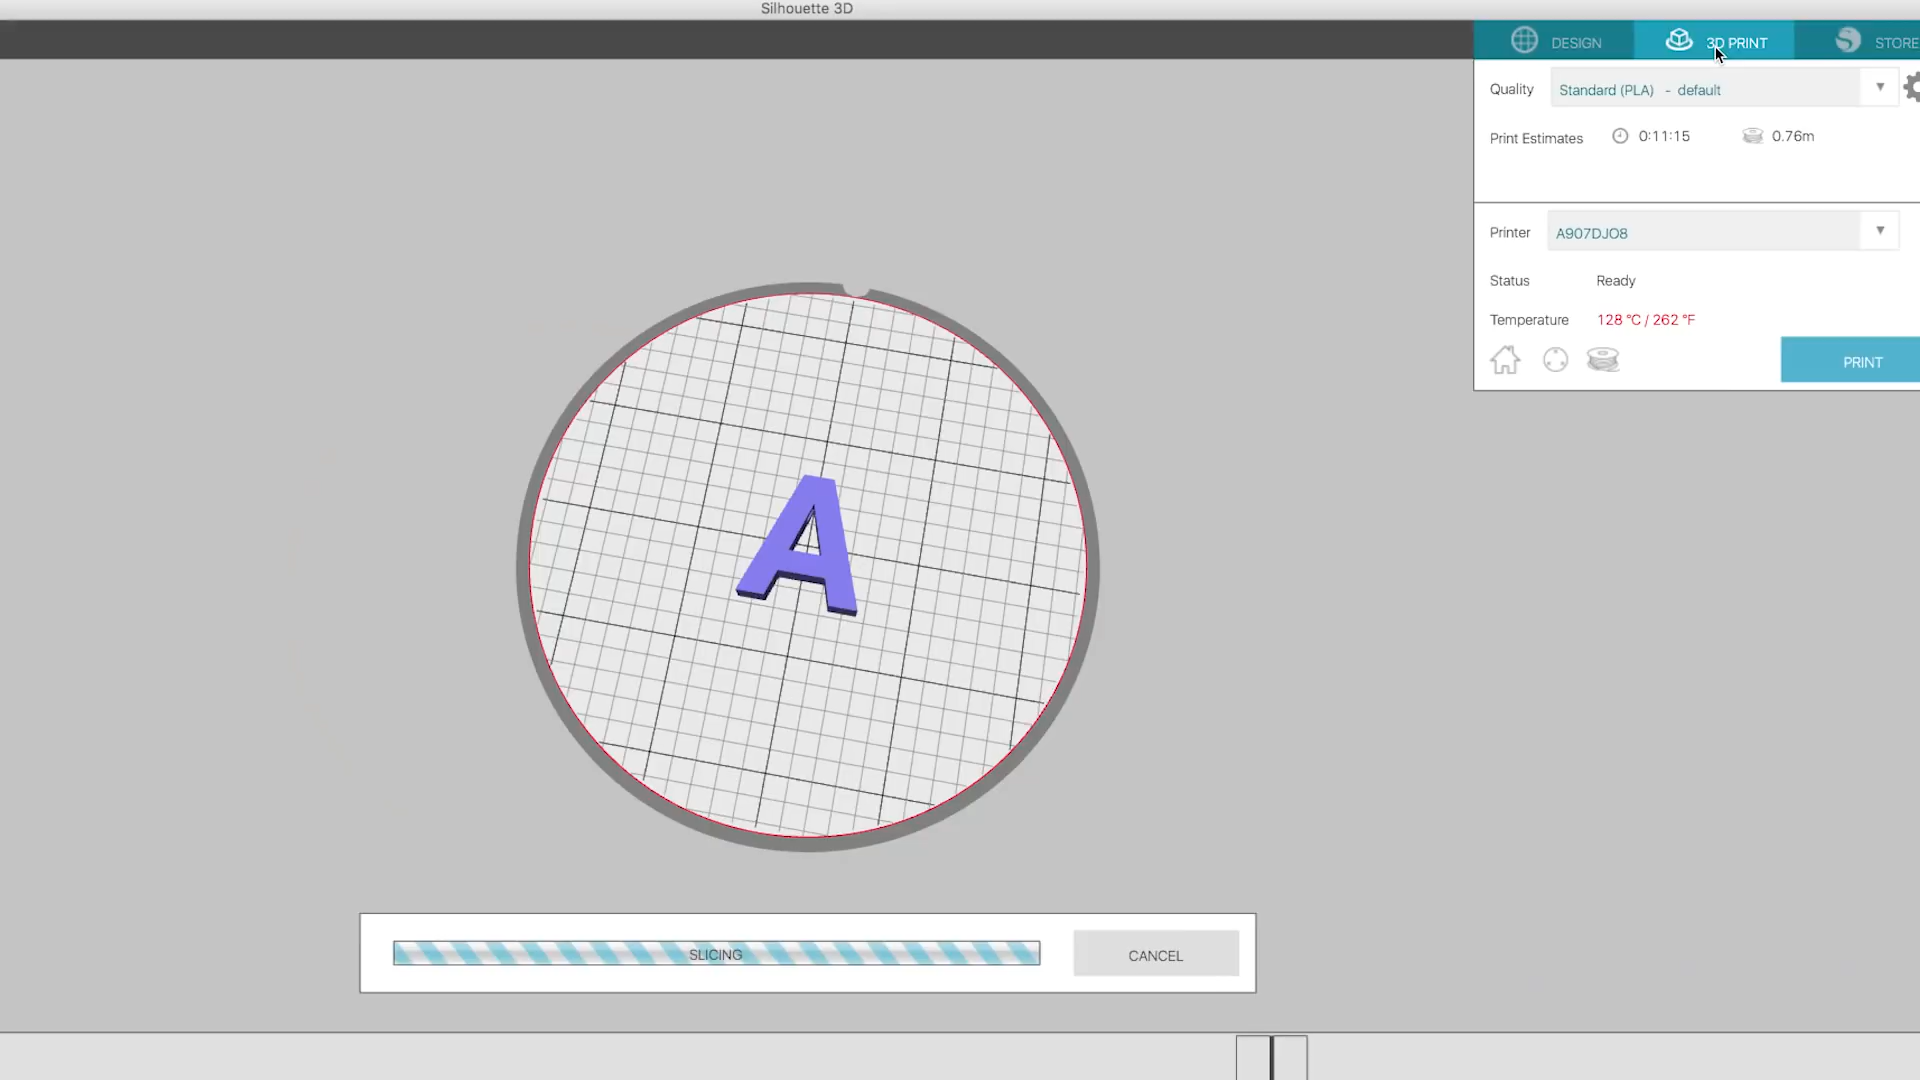 Silhouette 3D
DESIGN
3D PRINT
STORE
Quality
Standard (PLA) - default
Print Estimates
0:11:15
0.76m
Printer
A907DJO8
Status
Ready
Temperature
128 °C / 262 °F
PRINT
A
SLICING
CANCEL